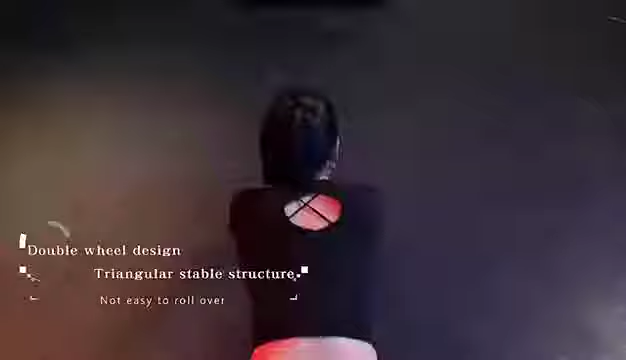 Double wheel design
Triangular stable structure
Not easy to roll over